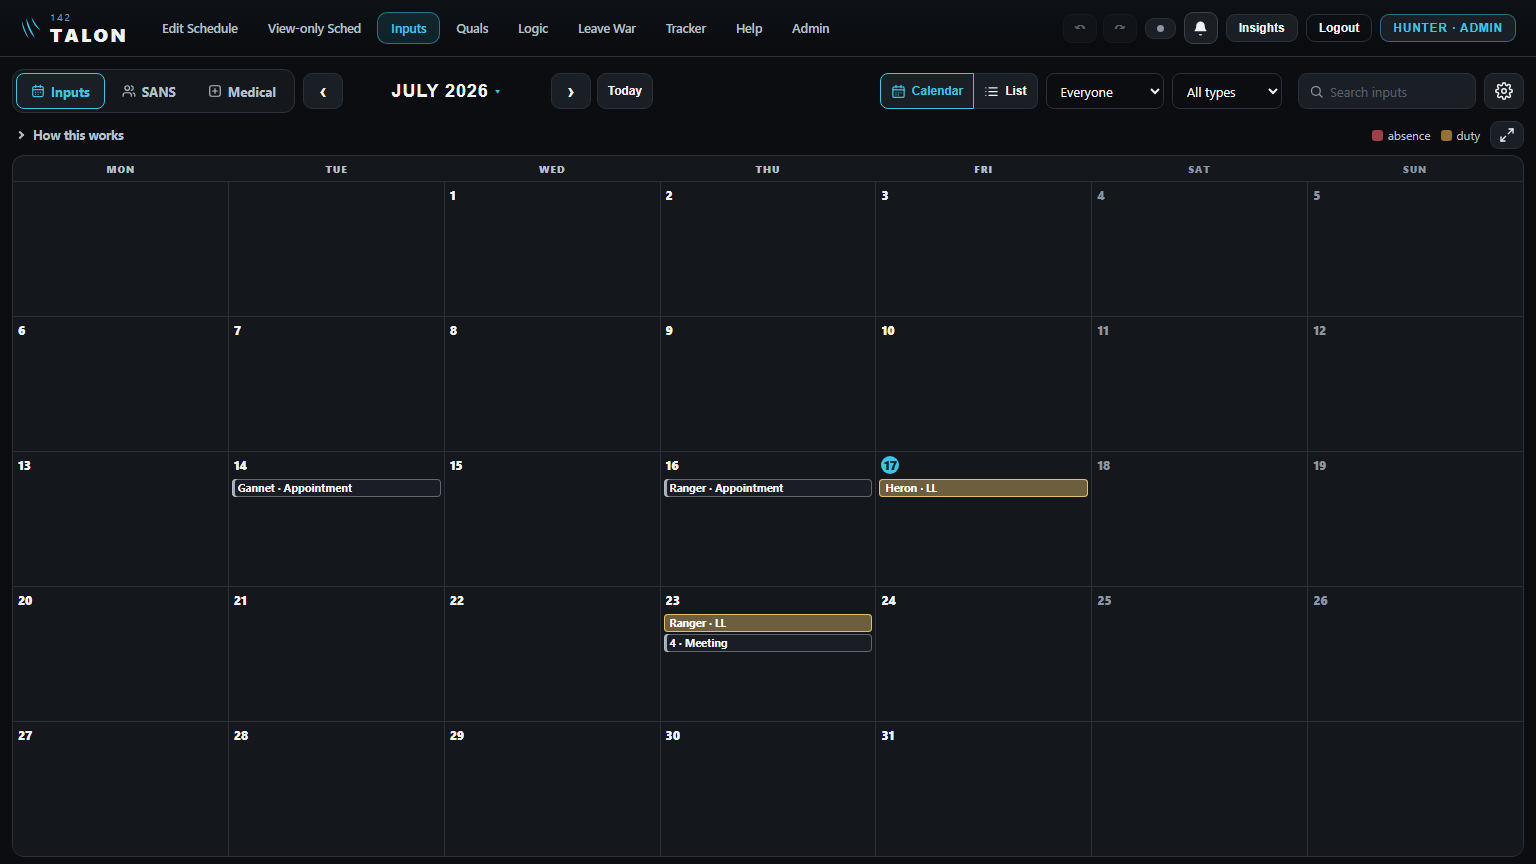 142
TALON
Edit Schedule
View-only Sched
Inputs
Quals
Logic
Leave War
Tracker
Help
Admin
Insights
Logout
HUNTER · ADMIN
Inputs
SANS
Medical
‹
JULY 2026
›
Today
Calendar
List
Everyone
All types
Search inputs
How this works
absence
duty
MON TUE WED THU FRI SAT SUN
1 2 3 4 5
6 7 8 9 10 11 12
13 14 15 16 17 18 19
Gannet · Appointment
Ranger · Appointment
Heron · LL
20 21 22 23 24 25 26
Ranger · LL
4 · Meeting
27 28 29 30 31